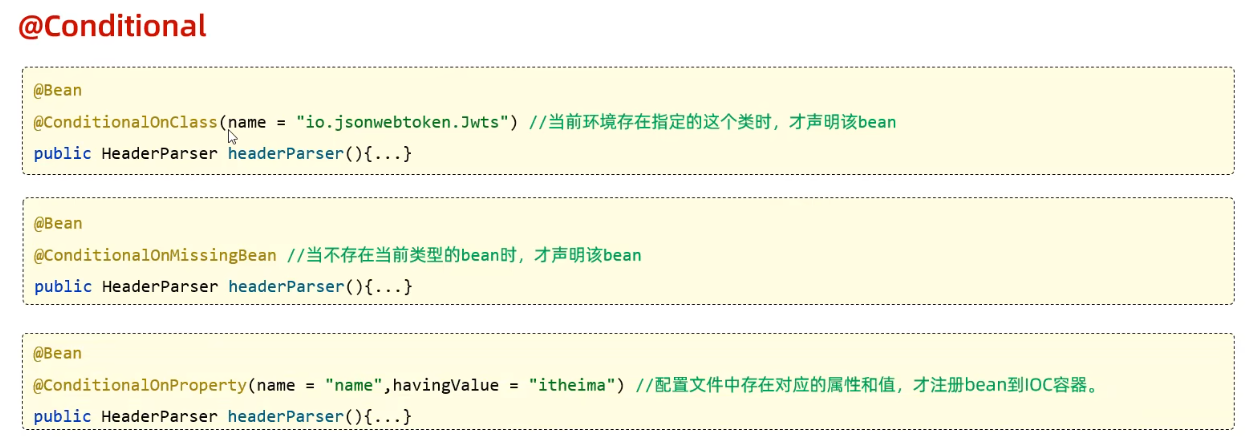 @Conditional
@Bean
@ConditionalOnClass(name = "io.jsonwebtoken.Jwts") //当前环境存在指定的这个类时，才声明该bean
public HeaderParser headerParser(){...}
@Bean
@ConditionalOnMissingBean //当不存在当前类型的bean时，才声明该bean
public HeaderParser headerParser(){...}
@Bean
@ConditionalOnProperty(name = "name",havingValue = "itheima") //配置文件中存在对应的属性和值，才注册bean到IOC容器。
public HeaderParser headerParser(){...}